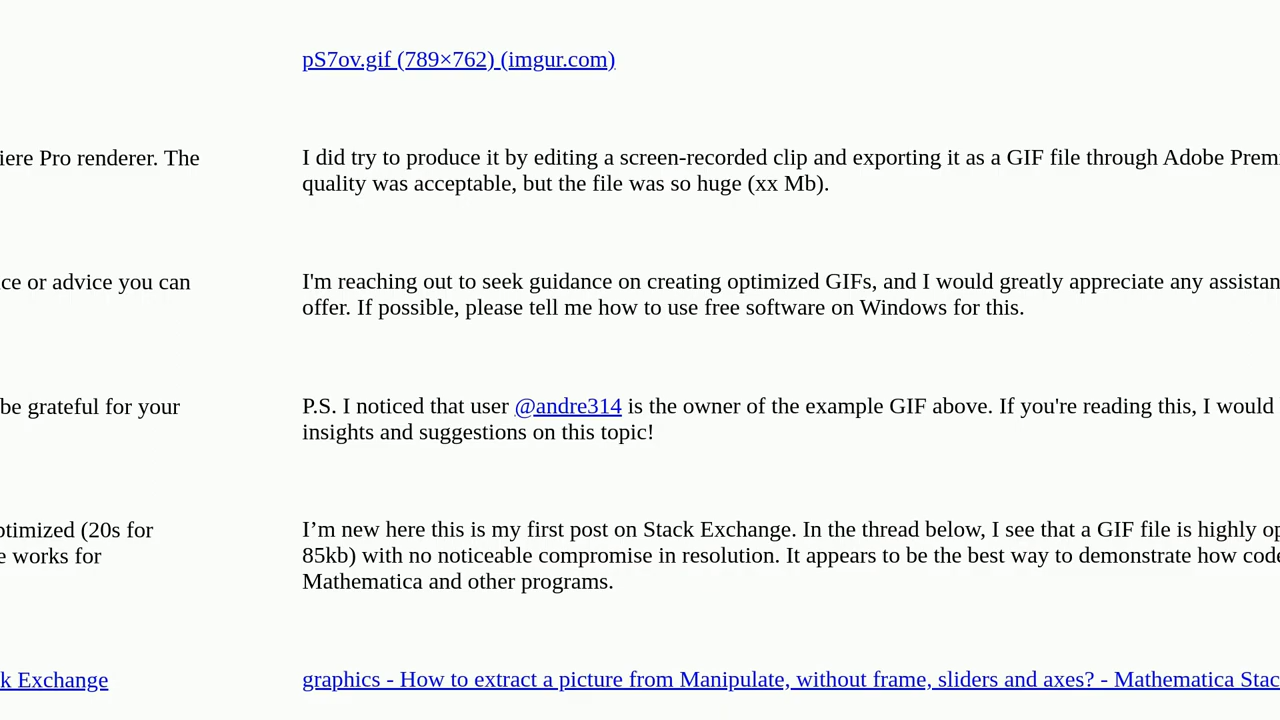 pS7ov.gif (789×762) (imgur.com)
iere Pro renderer. The
I did try to produce it by editing a screen-recorded clip and exporting it as a GIF file through Adobe Premi
quality was acceptable, but the file was so huge (xx Mb).
ce or advice you can
I'm reaching out to seek guidance on creating optimized GIFs, and I would greatly appreciate any assistan
offer. If possible, please tell me how to use free software on Windows for this.
be grateful for your
P.S. I noticed that user @andre314 is the owner of the example GIF above. If you're reading this, I would
insights and suggestions on this topic!
ptimized (20s for
e works for
I’m new here this is my first post on Stack Exchange. In the thread below, I see that a GIF file is highly op
85kb) with no noticeable compromise in resolution. It appears to be the best way to demonstrate how code
Mathematica and other programs.
k Exchange
graphics - How to extract a picture from Manipulate, without frame, sliders and axes? - Mathematica Stac